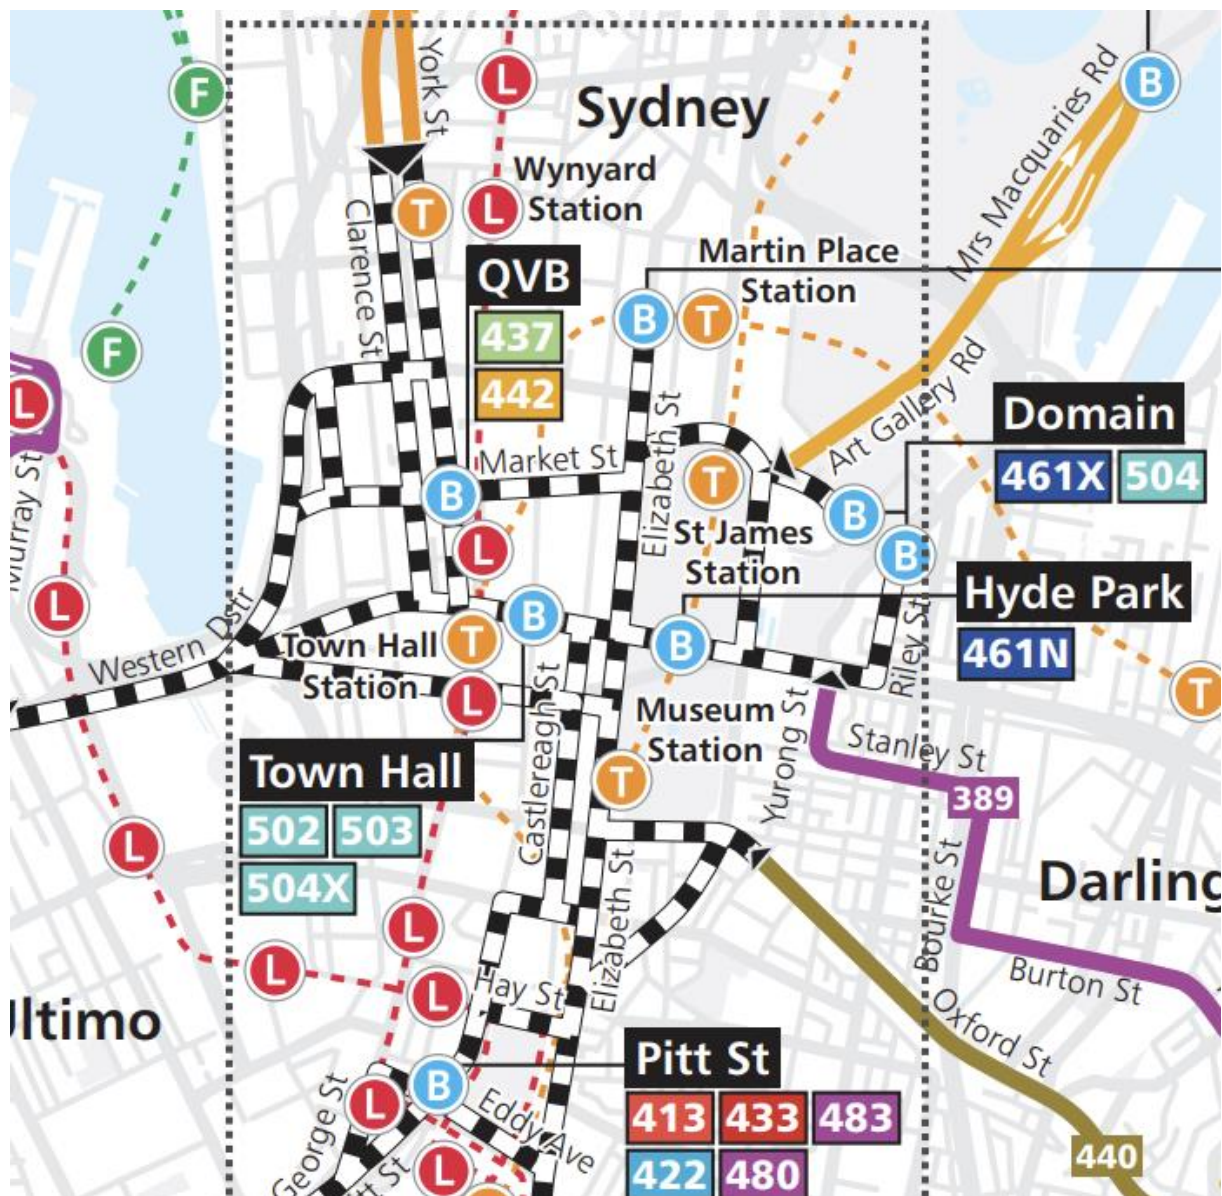 York St
F
L
B
Sydney
Mrs Macquaries Rd
Wynyard
Station
T
L
Clarence St
Martin Place
Station
QVB
437
442
B
T
F
L
Art Gallery Rd
Elizabeth St
Domain
461X 504
Market St
Murray St
B
T
B
St James
Station
L
B
Hyde Park
461N
L
Western Dstr
B
T
Town Hall
Station
L
B
Riley St
T
Castlereagh St
Museum
Station
T
Yurong St
Stanley St
389
Town Hall
502 503
504X
L
Elizabeth St
Bourke St
Darling
L
L
L
Hay St
Burton St
ltimo
Oxford St
Pitt St
413 433 483
422 480
B
L
George St
Eddy Ave
L
tt St
440